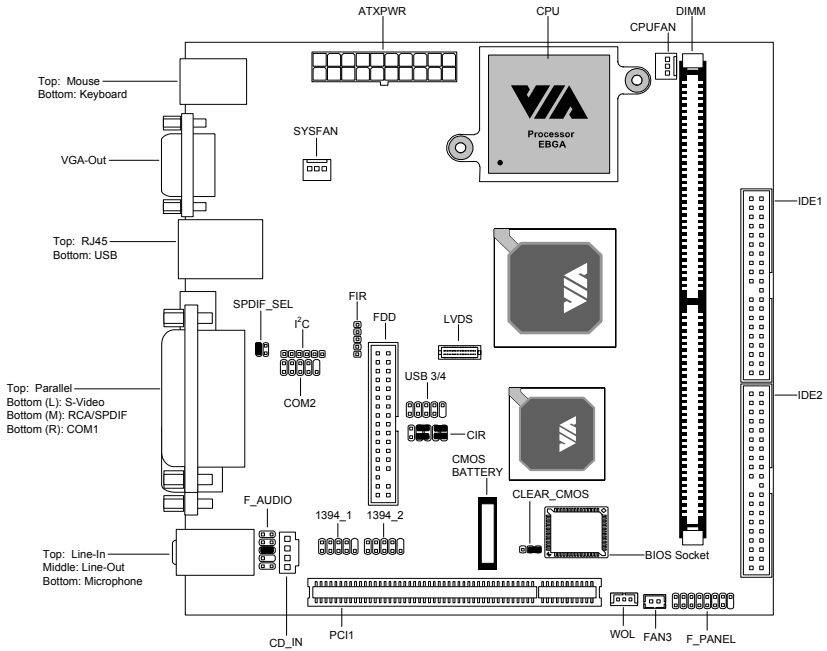 ATXPWR
CPU
DIMM
CPUFAN
Top: Mouse
Bottom: Keyboard
VIA
Processor
EBGA
SYSFAN
VGA-Out
IDE1
Top: RJ45
Bottom: USB
VIA
SPDIF_SEL
I²C
FIR
FDD
LVDS
USB 3/4
COM2
Top: Parallel
Bottom (L): S-Video
Bottom (M): RCA/SPDIF
Bottom (R): COM1
IDE2
VIA
CIR
CMOS
BATTERY
CLEAR_CMOS
F_AUDIO
1394_1
1394_2
Top: Line-In
Middle: Line-Out
Bottom: Microphone
BIOS Socket
CD_IN
PCI1
WOL
FAN3
F_PANEL